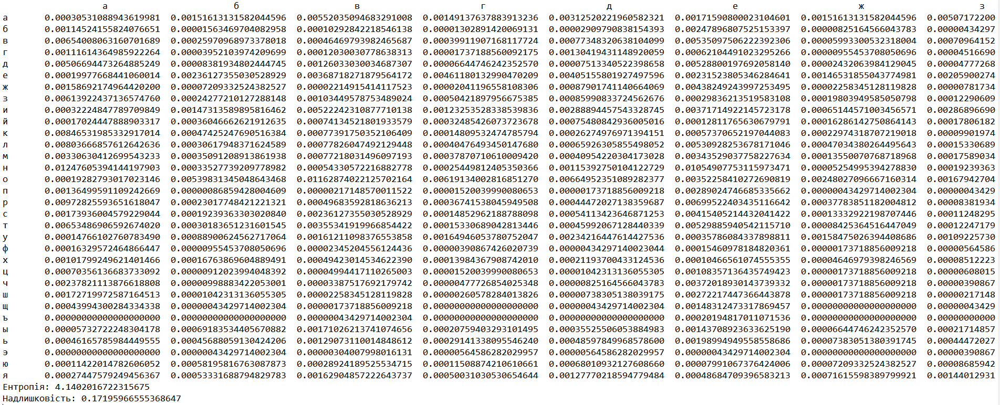 а б в г д е ж з
а 0.00030531088943619981 0.00151613131582044596 0.00552035094683291008 0.00149137637883913236 0.00312520221960582321 0.00171590800023104601 0.00151613131582044596 0.00507172200
б 0.00114524155824076651 0.00001563469704082958 0.00010292842218546138 0.00001302891420069131 0.00002909790838154393 0.00247896807525153397 0.00000825164566043783 0.00000434297
в 0.00654008063160701689 0.00025970968973378018 0.00046469793982465687 0.00039911907168117724 0.00077348320638104099 0.00535097506222392306 0.00005993300532318004 0.00070964152
г 0.00111614364985922264 0.00003952103974209699 0.00012030030778638313 0.00001737188560092175 0.00130419431148920059 0.00062104491023295266 0.00000955453708050696 0.00004516690
д 0.00506694473264885249 0.00008381934802444745 0.00126033030034687307 0.00006644746242352570 0.00007513340522398658 0.00528800197692058140 0.00002432063984129045 0.00004777268
е 0.00019977668441060014 0.00236127355030528929 0.00368718271879564172 0.00461180132990470209 0.00405155801927497596 0.00231523805346284641 0.00146531855043774981 0.00205900274
ж 0.00158692174964420200 0.00007209332524382527 0.00002214915414117523 0.00002041196558108306 0.00087901741140664069 0.00438249243997253495 0.00002258345128119828 0.00000781734
з 0.00613922437136574760 0.00024277210127288148 0.00103449578753489024 0.00050421897956675385 0.00085990833724562676 0.00029836213519583108 0.00019803949585050798 0.00012290609
и 0.00032224847789709849 0.00147313589895816462 0.00522242310877710138 0.00123253528338539836 0.00288894457543328745 0.00371714922145723178 0.00065144571003456571 0.00286896690
й 0.00017024447888903317 0.00036046662621912635 0.00074134521801933579 0.00032485426073723678 0.00075480842936005016 0.00012811765630679791 0.00016286142750864143 0.00017806182
к 0.00846531985332917014 0.00047425247690516384 0.00077391750352106409 0.00014809532474785794 0.00026274976971394151 0.00057370652197044083 0.00022974318707219018 0.00009901974
л 0.00803666857612642636 0.00030617948371624589 0.00077826047492129448 0.00040476493450147680 0.00065926305855498052 0.00530928253678171046 0.00047034380264495643 0.00015330689
м 0.00330630412699543233 0.00035091208913861938 0.00077218031496097193 0.00037870710610009420 0.00040954220304173028 0.00343529037758227634 0.00013550070768718968 0.00017589034
н 0.01247605394144197903 0.00033527739209778982 0.00054330572216882778 0.00025449812405350366 0.00115392750104122729 0.01054907753115973471 0.00005254995394278830 0.00019239363
о 0.00019282793017023146 0.00539831345048643468 0.01162874022125702164 0.00619134002816851270 0.00664952351089282377 0.00352258410272690819 0.00248027096667160314 0.00167942704
п 0.00136499591109242669 0.00000086859428004609 0.00002171485700​11522 0.00001520039990080653 0.00001737188560092​18 0.00289024746685335662 0.00000043429714002304 0.00000043429
р 0.00972825593651618047 0.00023017748421221321 0.00049683592818636213 0.00036741538045949508 0.00044472027138359687 0.00699522403435116642 0.00037783851182004812 0.00008381934
с 0.00173936004579229044 0.00019239363303020840 0.00236127355030528929 0.00014852962188788098 0.00054113423646871253 0.00415405214432041422 0.00013332922198707446 0.00011248295
т 0.00653486906592674020 0.00030183651231601545 0.00355341919966854422 0.00015330689042813446 0.00045992067128440339 0.00529885940542115710 0.00008425364516447049 0.00012247179
у 0.00014766102760783490 0.00088900624562717064 0.00161211098376553858 0.00164946053780752047 0.00234216447614427536 0.00035786084337898811 0.00158475026394408686 0.00109225730
ф 0.00016329572464866447 0.00000955453708050696 0.00002345204556124436 0.00000390867426020739 0.00000434297140023044 0.00015460978184820361 0.00000173718856009218 0.00000564586
х 0.00101799249621401466 0.00016763869604889491 0.00049423014534622390 0.00013984367908742010 0.00021193700433124536 0.00010466561074555355 0.00004646979398246569 0.00008512223
ц 0.00070356136683733092 0.00000912023994048392 0.00004994417110265003 0.00001520039990080653 0.00001042313136055305 0.00108357136435749423 0.00000173718856009218 0.00000608015
ч 0.00237821113876618808 0.00000998883422053001 0.00003387517692179742 0.00000477726854025348 0.00000825164566043783 0.00372018930143739332 0.00000173718856009218 0.00000390867
ш 0.00172719972587164513 0.00001042313136055305 0.00002258345128119828 0.00000260578284013826 0.00000738305138039175 0.00272217447366443878 0.00000173718856009218 0.00000217148
щ 0.00043994300284334338 0.00000043429714002304 0.00000173718856009218 0.00000000000000000000 0.00000043429714002304 0.00148312473317869457 0.00000000000000000000 0.00000043429
ъ 0.00000000000000000000 0.00000000000000000000 0.00000043429714002304 0.00000000000000000000 0.00000000000000000000 0.00020194817011071536 0.00000000000000000000 0.00000000000
ы 0.00005732722248304178 0.00069183534405670882 0.00171026213741074656 0.00020759403293101495 0.00035525506053884983 0.00143708923633625190 0.00006644746242352570 0.00021714857
ь 0.00046165785984449555 0.00045688059130424206 0.00129073110014848612 0.00029141338095546240 0.00048597849968578600 0.00198994949558558686 0.00007383051380391745 0.00044472027
э 0.00000000000000000000 0.00000043429714002304 0.00003040079980161​31 0.00005645862820299​57 0.00005645862820299​57 0.00000043429714002304 0.00000000000000000000 0.00000390867
ю 0.00011422014782606052 0.00058195816763087873 0.00028924189525534715 0.00011508874210610661 0.00068010932127608660 0.00007991067376424006 0.00007209332524382527 0.00008685942
я 0.00027447579249456367 0.00053331688794829783 0.00162904857222643737 0.00050031030530654644 0.00127770218594779484 0.00048684709396583213 0.00071615598389799921 0.00144012931
Ентропія: 4.1402016722315675
Надлишковість: 0.17195966555368647